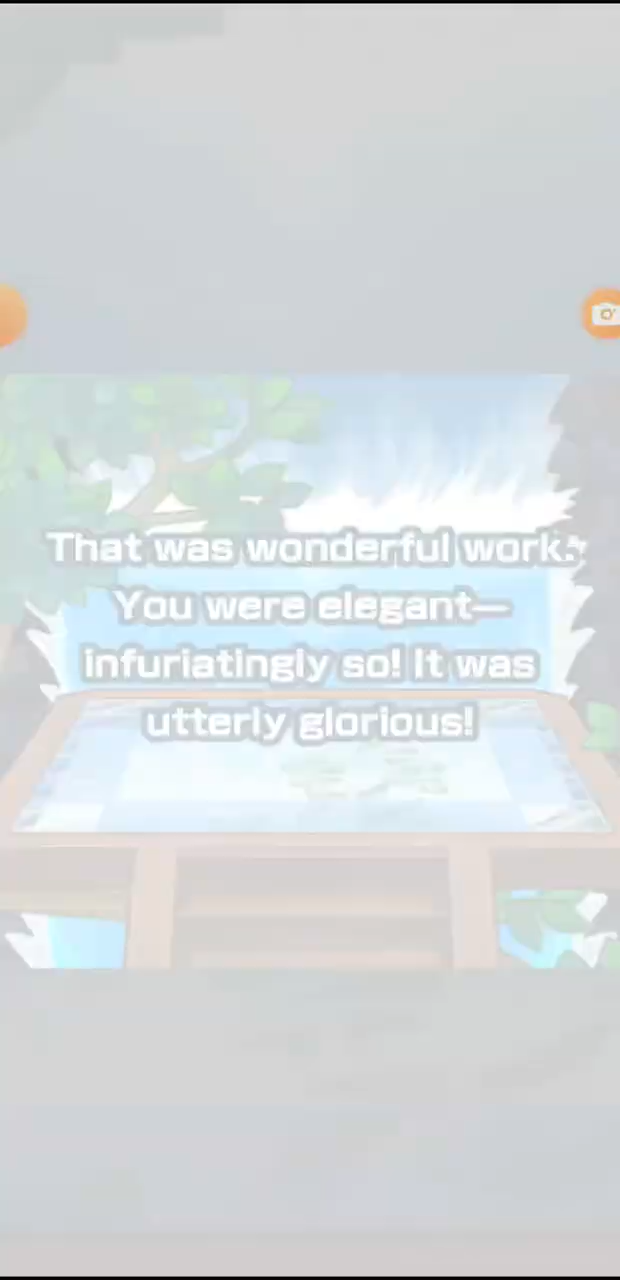 That was wonderful work.
You were elegant—
infuriatingly so! It was
utterly glorious!